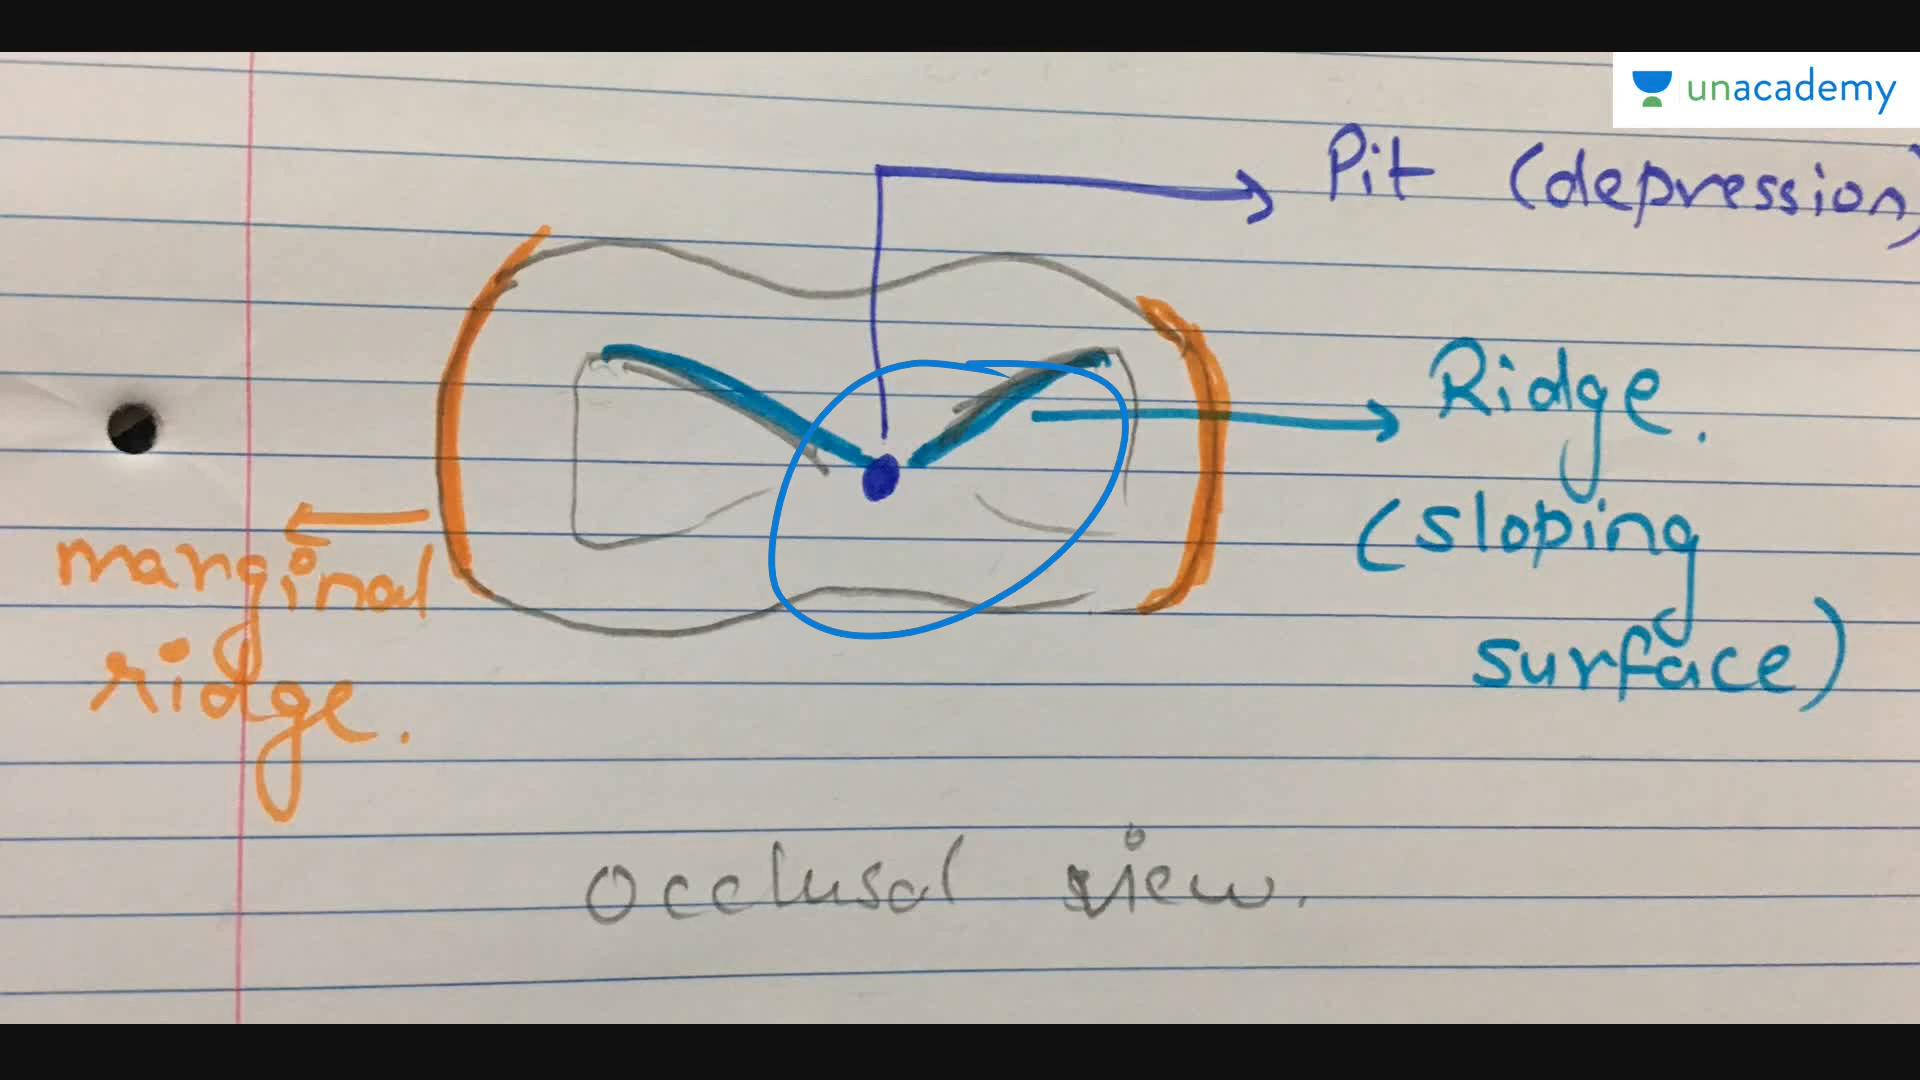 unacademy
Pit (depression)
Ridge.
(sloping
surface)
marginal
ridge.
occlusal view.